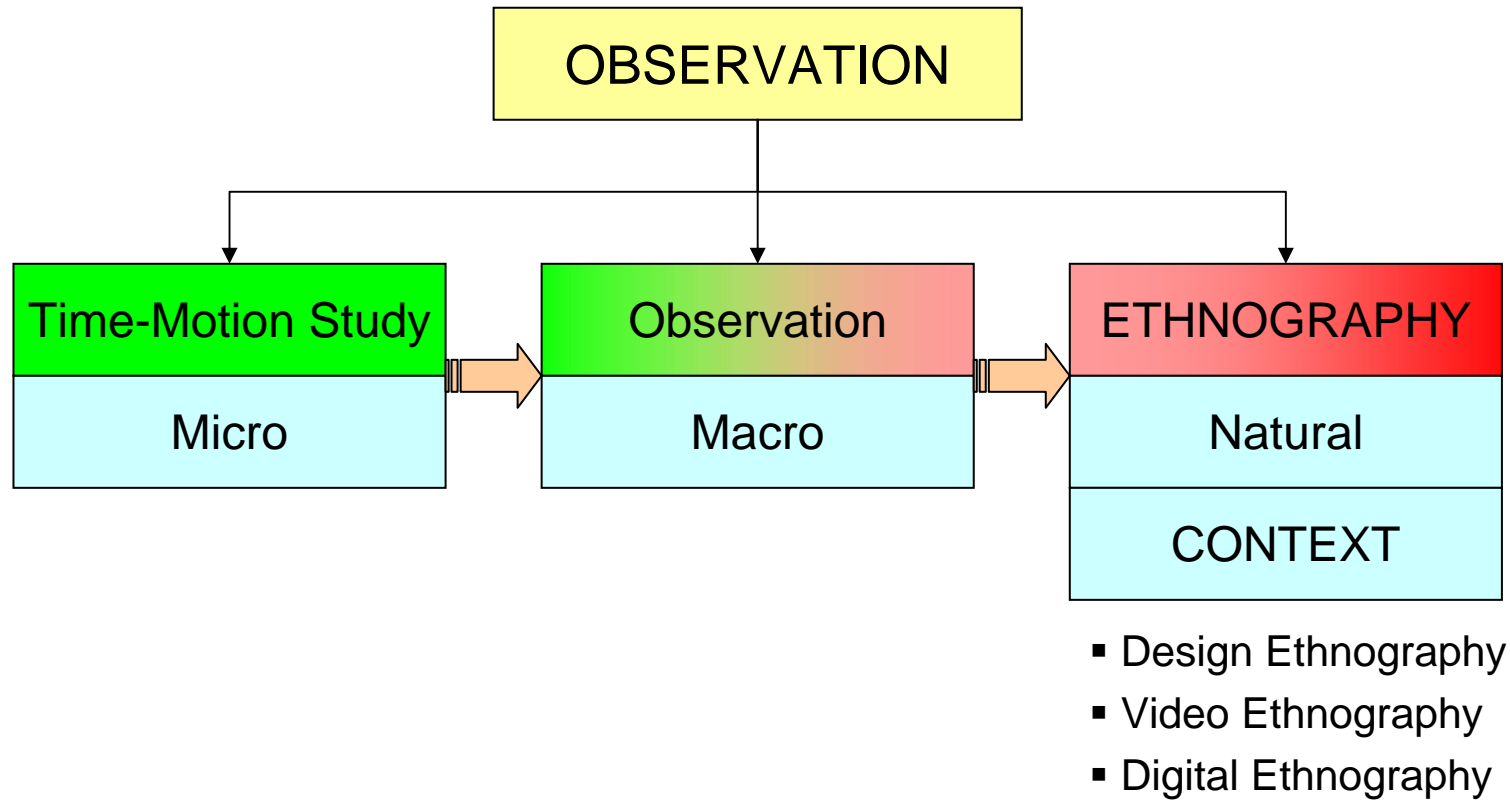 OBSERVATION
Time-Motion Study
Micro
Observation
Macro
ETHNOGRAPHY
Natural
CONTEXT
▪ Design Ethnography
▪ Video Ethnography
▪ Digital Ethnography